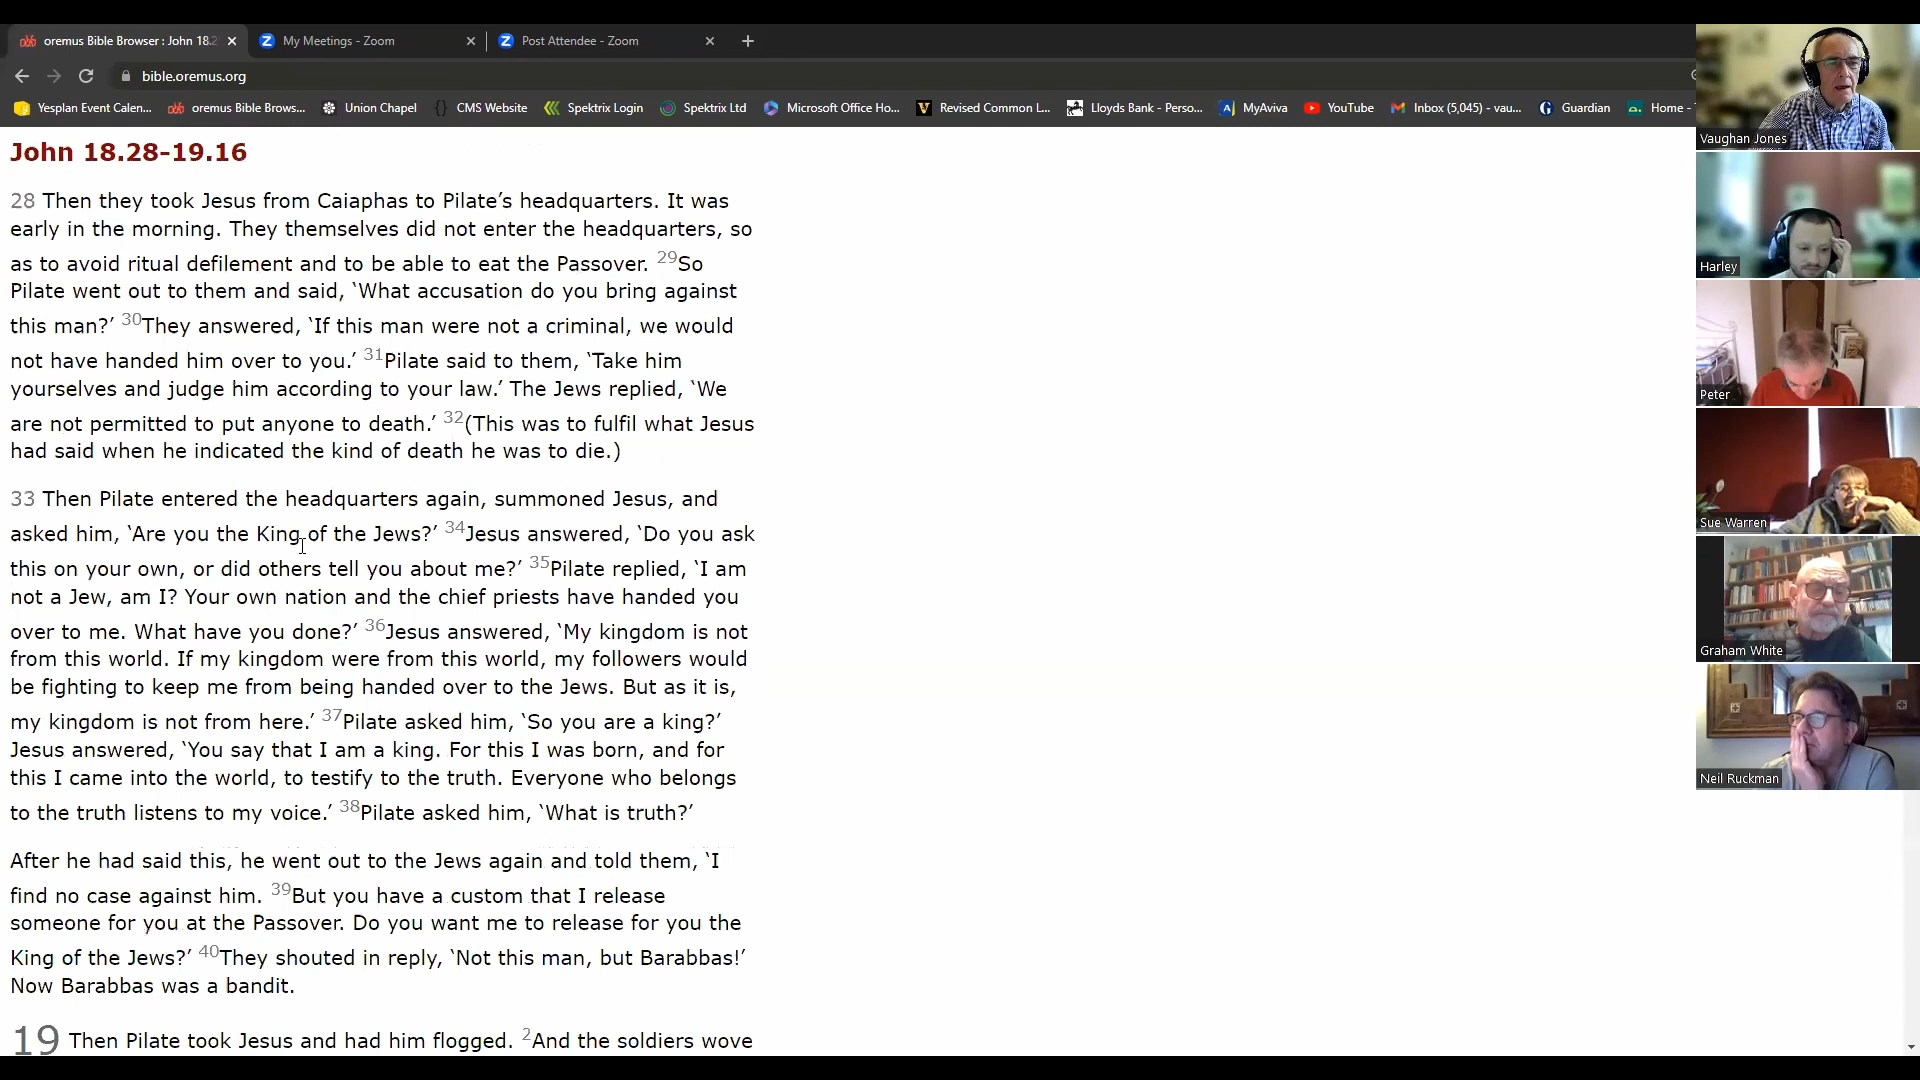 oremus Bible Browser : John 18.2
My Meetings - Zoom
Post Attendee - Zoom
bible.oremus.org
Yesplan Event Calen...
oremus Bible Brows...
Union Chapel
CMS Website
Spektrix Login
Spektrix Ltd
Microsoft Office Ho...
Revised Common L...
Lloyds Bank - Perso...
MyAviva
YouTube
Inbox (5,045) - vau...
Guardian
Home -
John 18.28-19.16
28 Then they took Jesus from Caiaphas to Pilate’s headquarters. It was
early in the morning. They themselves did not enter the headquarters, so
as to avoid ritual defilement and to be able to eat the Passover. 29So
Pilate went out to them and said, ‘What accusation do you bring against
this man?’ 30They answered, ‘If this man were not a criminal, we would
not have handed him over to you.’ 31Pilate said to them, ‘Take him
yourselves and judge him according to your law.’ The Jews replied, ‘We
are not permitted to put anyone to death.’ 32(This was to fulfil what Jesus
had said when he indicated the kind of death he was to die.)
33 Then Pilate entered the headquarters again, summoned Jesus, and
asked him, ‘Are you the King of the Jews?’ 34Jesus answered, ‘Do you ask
this on your own, or did others tell you about me?’ 35Pilate replied, ‘I am
not a Jew, am I? Your own nation and the chief priests have handed you
over to me. What have you done?’ 36Jesus answered, ‘My kingdom is not
from this world. If my kingdom were from this world, my followers would
be fighting to keep me from being handed over to the Jews. But as it is,
my kingdom is not from here.’ 37Pilate asked him, ‘So you are a king?’
Jesus answered, ‘You say that I am a king. For this I was born, and for
this I came into the world, to testify to the truth. Everyone who belongs
to the truth listens to my voice.’ 38Pilate asked him, ‘What is truth?’
After he had said this, he went out to the Jews again and told them, ‘I
find no case against him. 39But you have a custom that I release
someone for you at the Passover. Do you want me to release for you the
King of the Jews?’ 40They shouted in reply, ‘Not this man, but Barabbas!’
Now Barabbas was a bandit.
19 Then Pilate took Jesus and had him flogged. 2And the soldiers wove
Vaughan Jones
Harley
Peter
Sue Warren
Graham White
Neil Ruckman